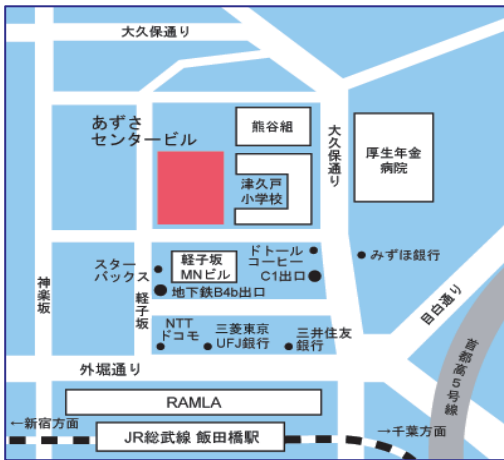 大久保通り
あずさ
センタービル
熊谷組
大久保通り
厚生年金
病院
津久戸
小学校
神楽坂
スター
バックス
軽子坂
軽子坂
MNビル
ドトール
コーヒー
C1出口
みずほ銀行
地下鉄B4b出口
目白通り
NTT
ドコモ
三菱東京
UFJ銀行
三井住友
銀行
首都高5号線
外堀通り
RAMLA
←新宿方面
→千葉方面
JR総武線 飯田橋駅